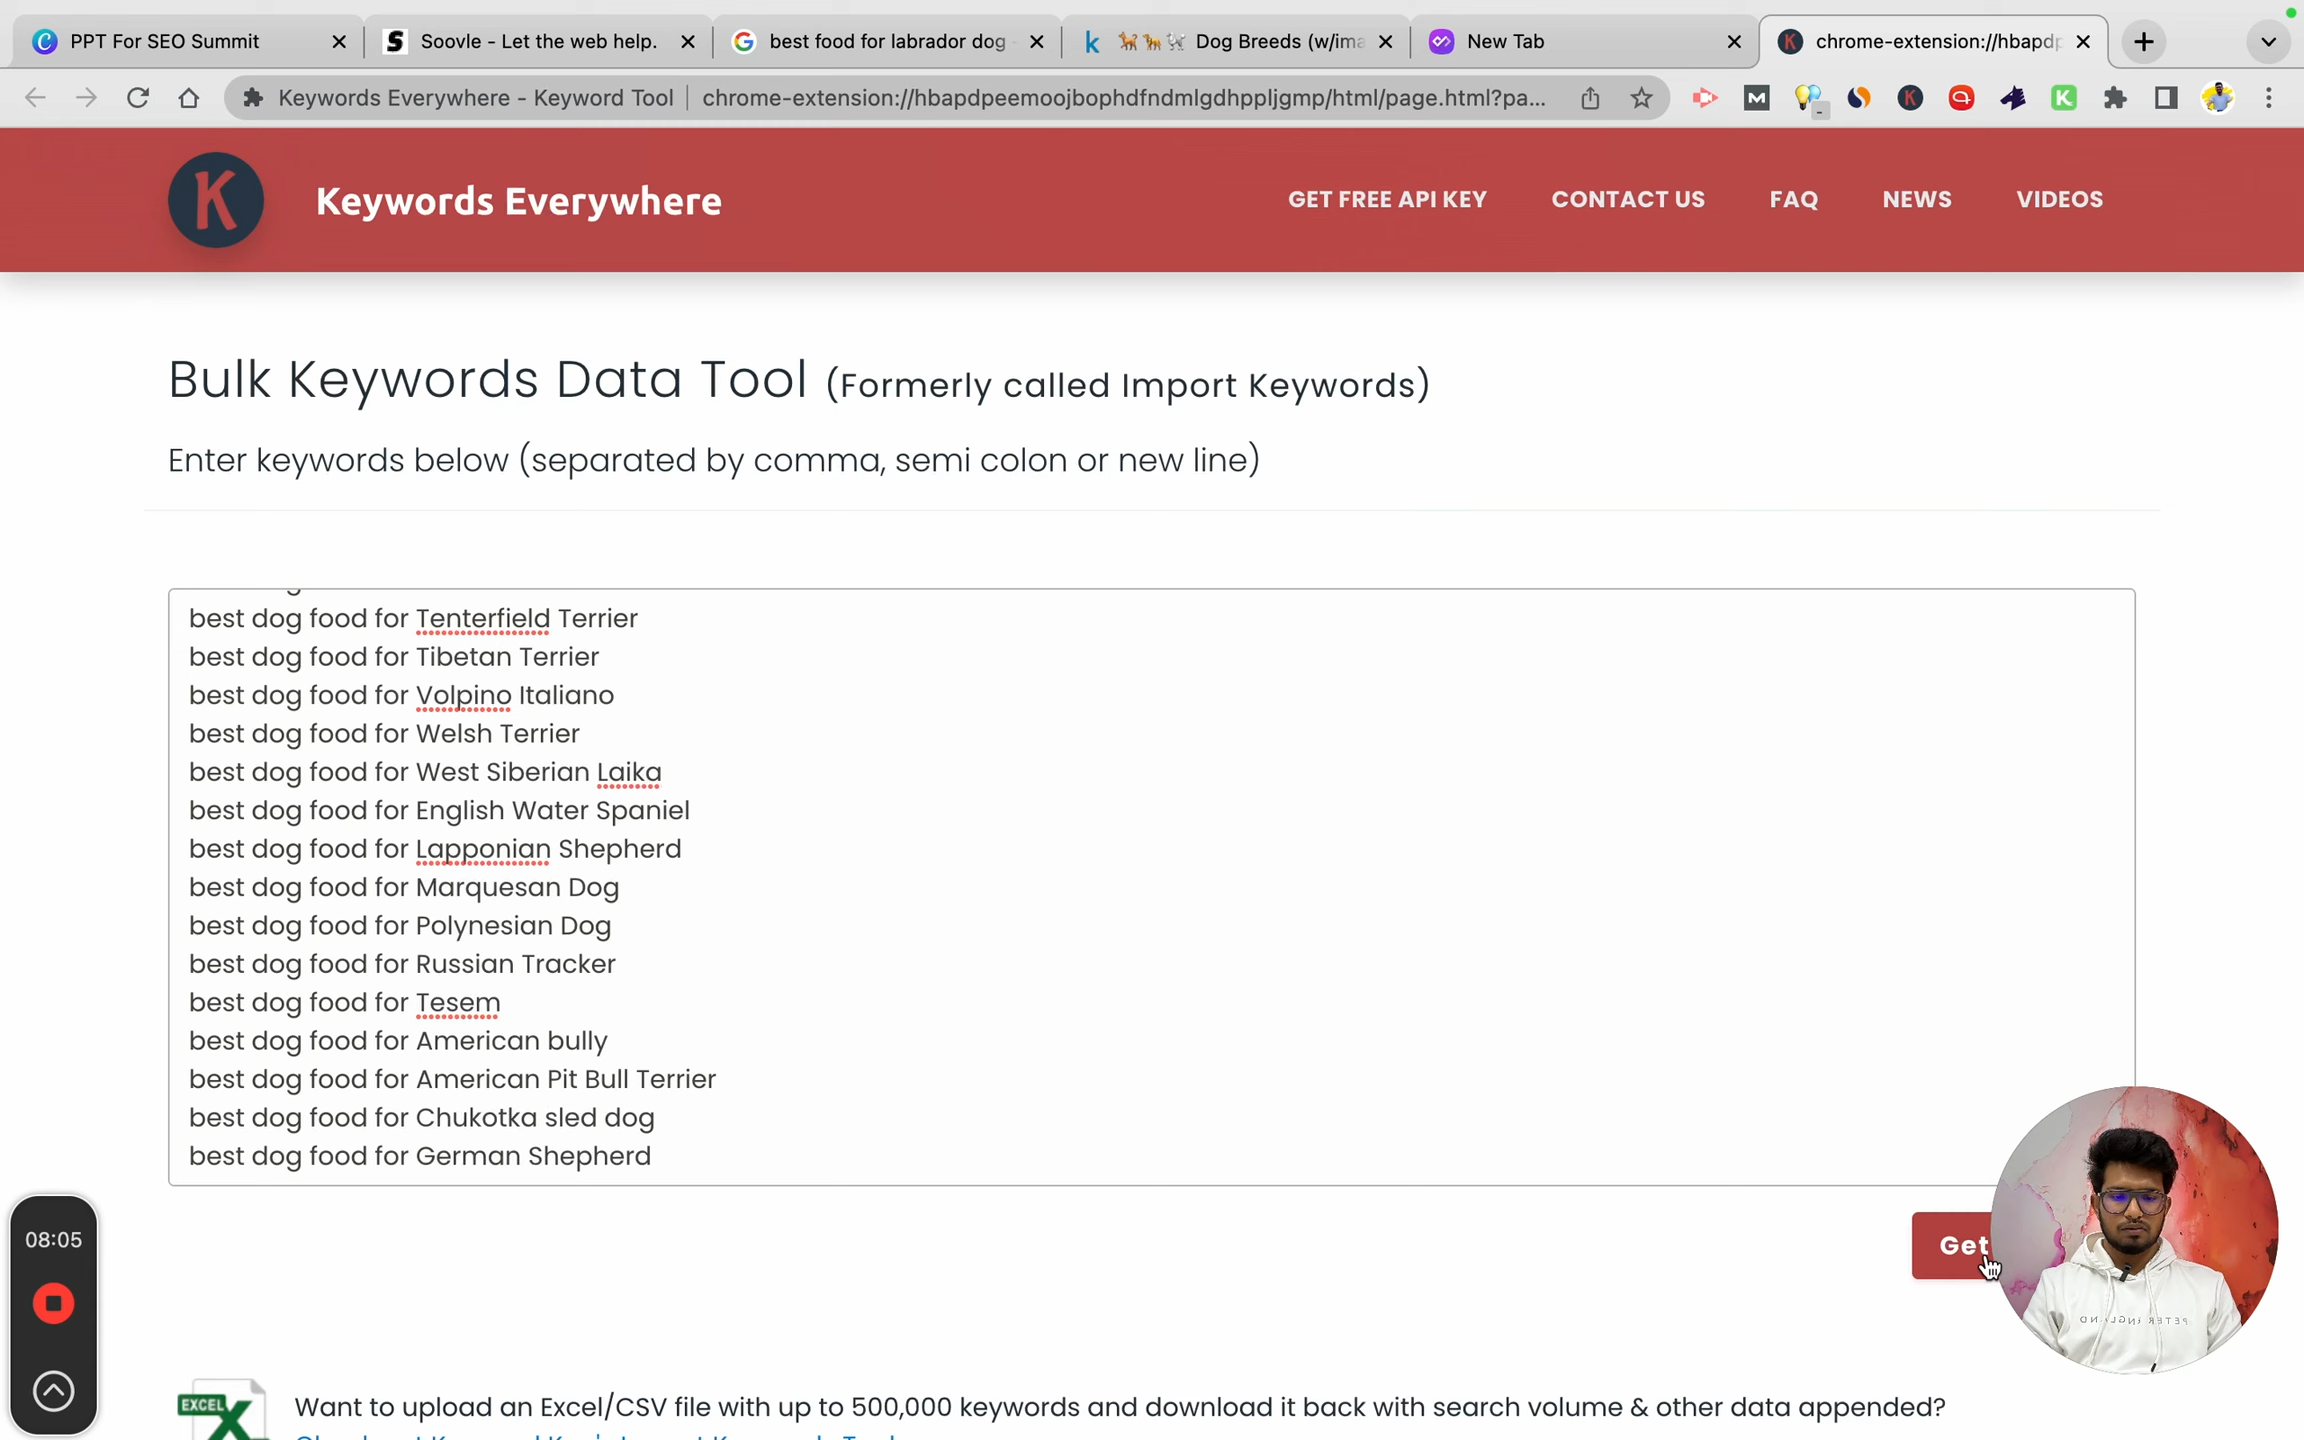 PPT For SEO Summit
Soovle - Let the web help.
best food for labrador dog
Dog Breeds (w/ima
New Tab
chrome-extension://hbapdp
Keywords Everywhere - Keyword Tool
chrome-extension://hbapdpeemoojbophdfndmlgdhppljgmp/html/page.html?pa...
K
Keywords Everywhere
GET FREE API KEY
CONTACT US
FAQ
NEWS
VIDEOS
Bulk Keywords Data Tool (Formerly called Import Keywords)
Enter keywords below (separated by comma, semi colon or new line)
best dog food for Tenterfield Terrier
best dog food for Tibetan Terrier
best dog food for Volpino Italiano
best dog food for Welsh Terrier
best dog food for West Siberian Laika
best dog food for English Water Spaniel
best dog food for Lapponian Shepherd
best dog food for Marquesan Dog
best dog food for Polynesian Dog
best dog food for Russian Tracker
best dog food for Tesem
best dog food for American bully
best dog food for American Pit Bull Terrier
best dog food for Chukotka sled dog
best dog food for German Shepherd
08:05
Get
EXCEL
Want to upload an Excel/CSV file with up to 500,000 keywords and download it back with search volume & other data appended?